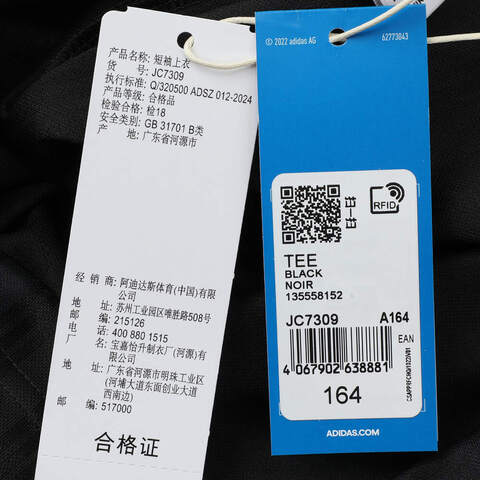 产品名称: 短袖上衣
货 号: JC7309
执行标准: Q/320500 ADSZ 012-2024
产品等级: 合格品
检验合格: 检18
安全类别: GB 31701 B类
产 地: 广东省河源市
经 销 商: 阿迪达斯体育(中国)有限公司
地 址: 苏州工业园区唯胜路508号
邮 编: 215126
电 话: 400 880 1515
厂 名: 宝嘉怡升制衣厂(河源)有限公司
厂 址: 广东省河源市明珠工业区
(河埔大道东面创业大道
西南边)
邮 编: 517000
合格证
© 2022 adidas AG
62773043
扫一扫
RFID
TEE
BLACK
NOIR
135558152
JC7309
A164
EAN
4 067902 638881
164
ADIDAS.COM